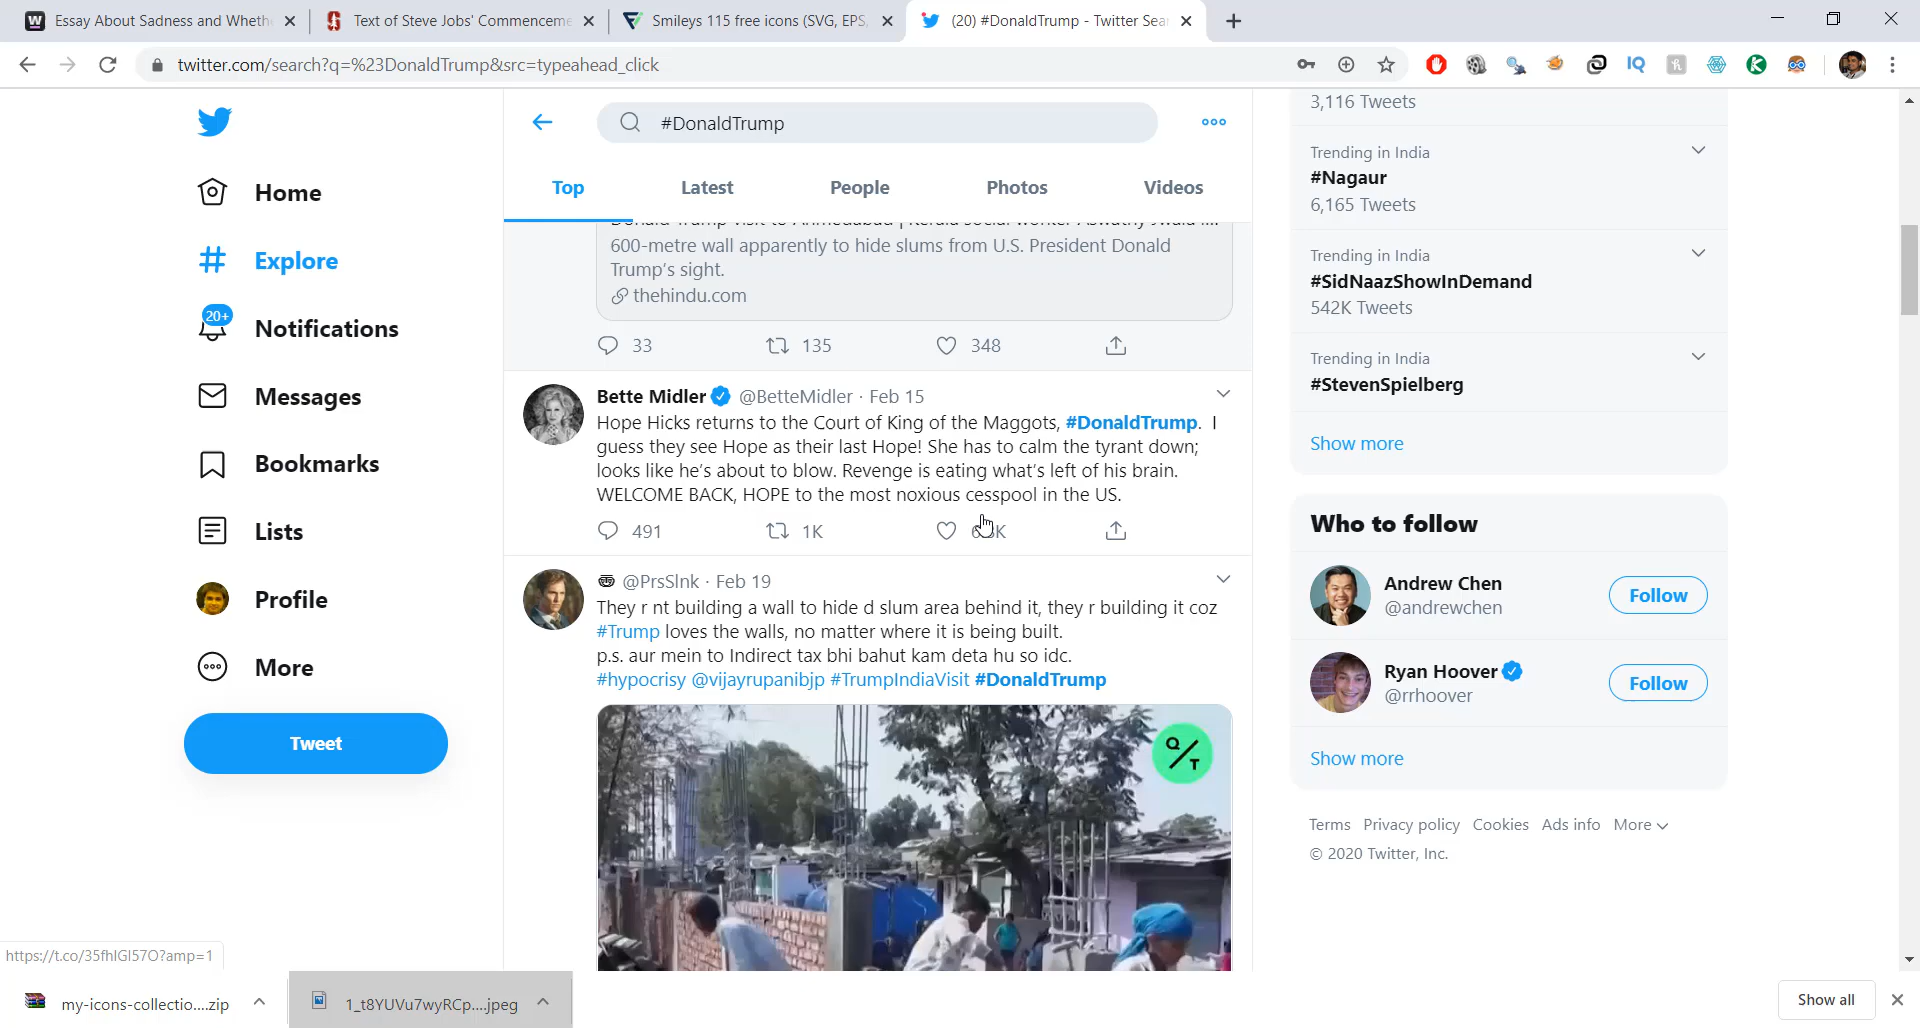 Essay About Sadness and Wheth
Text of Steve Jobs' Commenceme
Smileys 115 free icons (SVG, EPS,
(20) #DonaldTrump - Twitter Sear
twitter.com/search?q=%23DonaldTrump&src=typeahead_click
Home
Explore
20+
Notifications
Messages
Bookmarks
Lists
Profile
More
Tweet
#DonaldTrump
Top
Latest
People
Photos
Videos
600-metre wall apparently to hide slums from U.S. President Donald
Trump's sight.
thehindu.com
33
135
348
Bette Midler @BetteMidler · Feb 15
Hope Hicks returns to the Court of King of the Maggots, #DonaldTrump. I
guess they see Hope as their last Hope! She has to calm the tyrant down;
looks like he's about to blow. Revenge is eating what's left of his brain.
WELCOME BACK, HOPE to the most noxious cesspool in the US.
491
1K
@PrsSlnk · Feb 19
They r nt building a wall to hide d slum area behind it, they r building it coz
#Trump loves the walls, no matter where it is being built.
p.s. aur mein to Indirect tax bhi bahut kam deta hu so idc.
#hypocrisy @vijayrupanibjp #TrumpIndiaVisit #DonaldTrump
Q/T
3,116 Tweets
Trending in India
#Nagaur
6,165 Tweets
Trending in India
#SidNaazShowInDemand
542K Tweets
Trending in India
#StevenSpielberg
Show more
Who to follow
Andrew Chen
@andrewchen
Follow
Ryan Hoover
@rrhoover
Follow
Show more
Terms Privacy policy Cookies Ads info More
© 2020 Twitter, Inc.
https://t.co/35fhIGI57O?amp=1
my-icons-collectio....zip
1_t8YUVu7wyRCp....jpeg
Show all